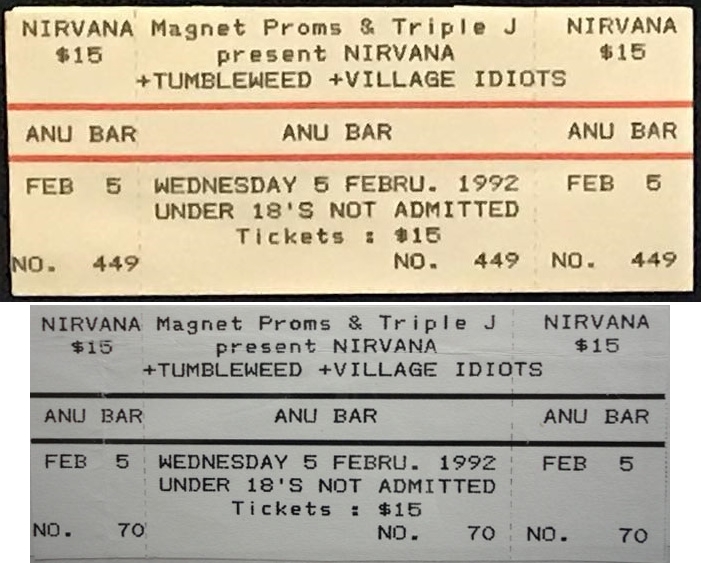 NIRVANA Magnet Proms & Triple J NIRVANA
$15 present NIRVANA $15
+TUMBLEWEED +VILLAGE IDIOTS
ANU BAR ANU BAR ANU BAR
FEB 5 WEDNESDAY 5 FEBRU. 1992 FEB 5
UNDER 18'S NOT ADMITTED
Tickets : $15
NO. 449 NO. 449 NO. 449
NIRVANA Magnet Proms & Triple J NIRVANA
$15 present NIRVANA $15
+TUMBLEWEED +VILLAGE IDIOTS
ANU BAR ANU BAR ANU BAR
FEB 5 WEDNESDAY 5 FEBRU. 1992 FEB 5
UNDER 18'S NOT ADMITTED
Tickets : $15
NO. 70 NO. 70 NO. 70